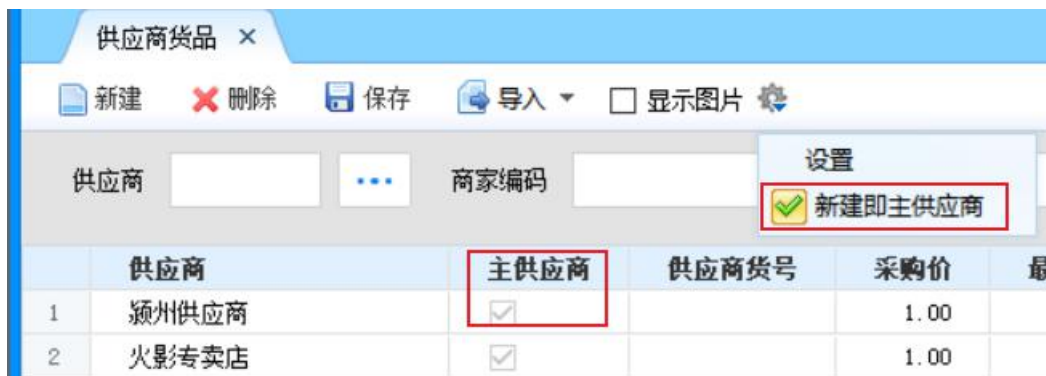 供应商货品 ×
新建 删除 保存 导入 显示图片
设置
供应商 ... 商家编码
新建即主供应商
供应商 主供应商 供应商货号 采购价 最
1 颍州供应商 1.00
2 火影专卖店 1.00